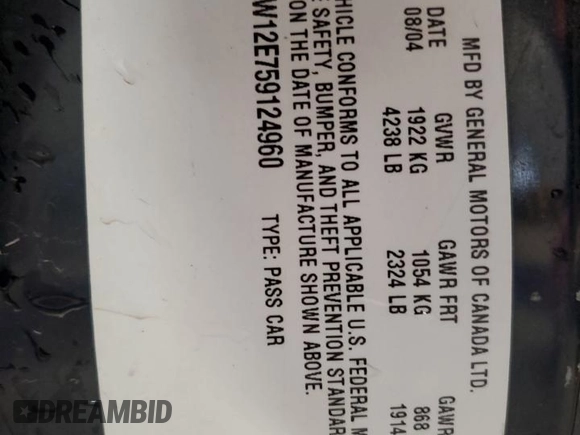 MFD BY GENERAL MOTORS OF CANADA LTD.
DATE GVWR GAWR FRT GAWR
08/04 1922 KG 1054 KG 868
4238 LB 2324 LB 1914
VEHICLE CONFORMS TO ALL APPLICABLE U.S. FEDERAL M
SAFETY, BUMPER, AND THEFT PREVENTION STANDAR
ON THE DATE OF MANUFACTURE SHOWN ABOVE.
W12E759124960 TYPE: PASS CAR
DREAMBID